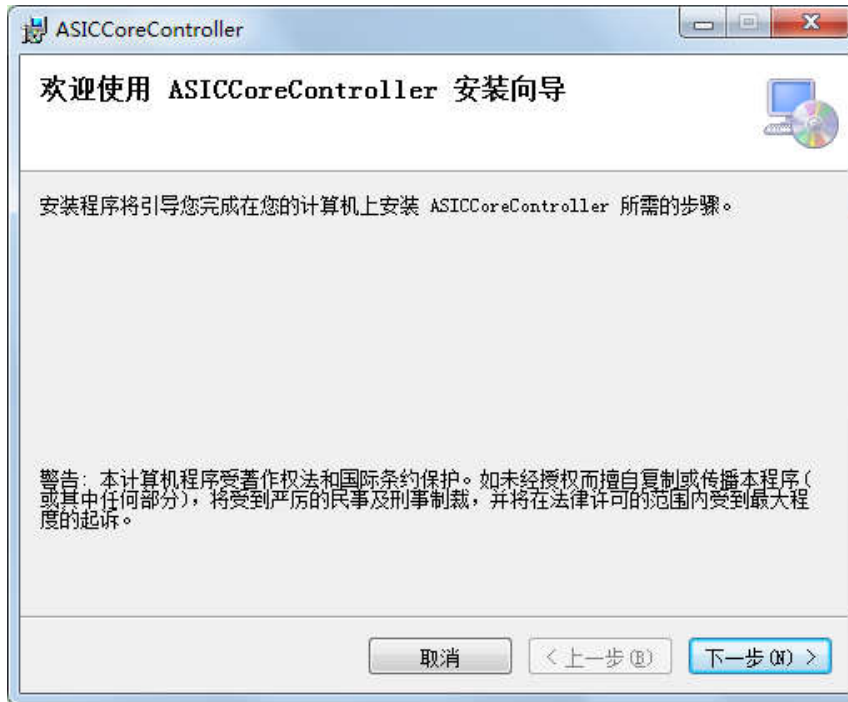 ASICCoreController
欢迎使用 ASICCoreController 安装向导
安装程序将引导您完成在您的计算机上安装 ASICCoreController 所需的步骤。
警告: 本计算机程序受著作权法和国际条约保护。如未经授权而擅自复制或传播本程序(
或其中任何部分), 将受到严厉的民事及刑事制裁, 并将在法律许可的范围内受到最大程
度的起诉。
取消
< 上一步(B)
下一步(N) >